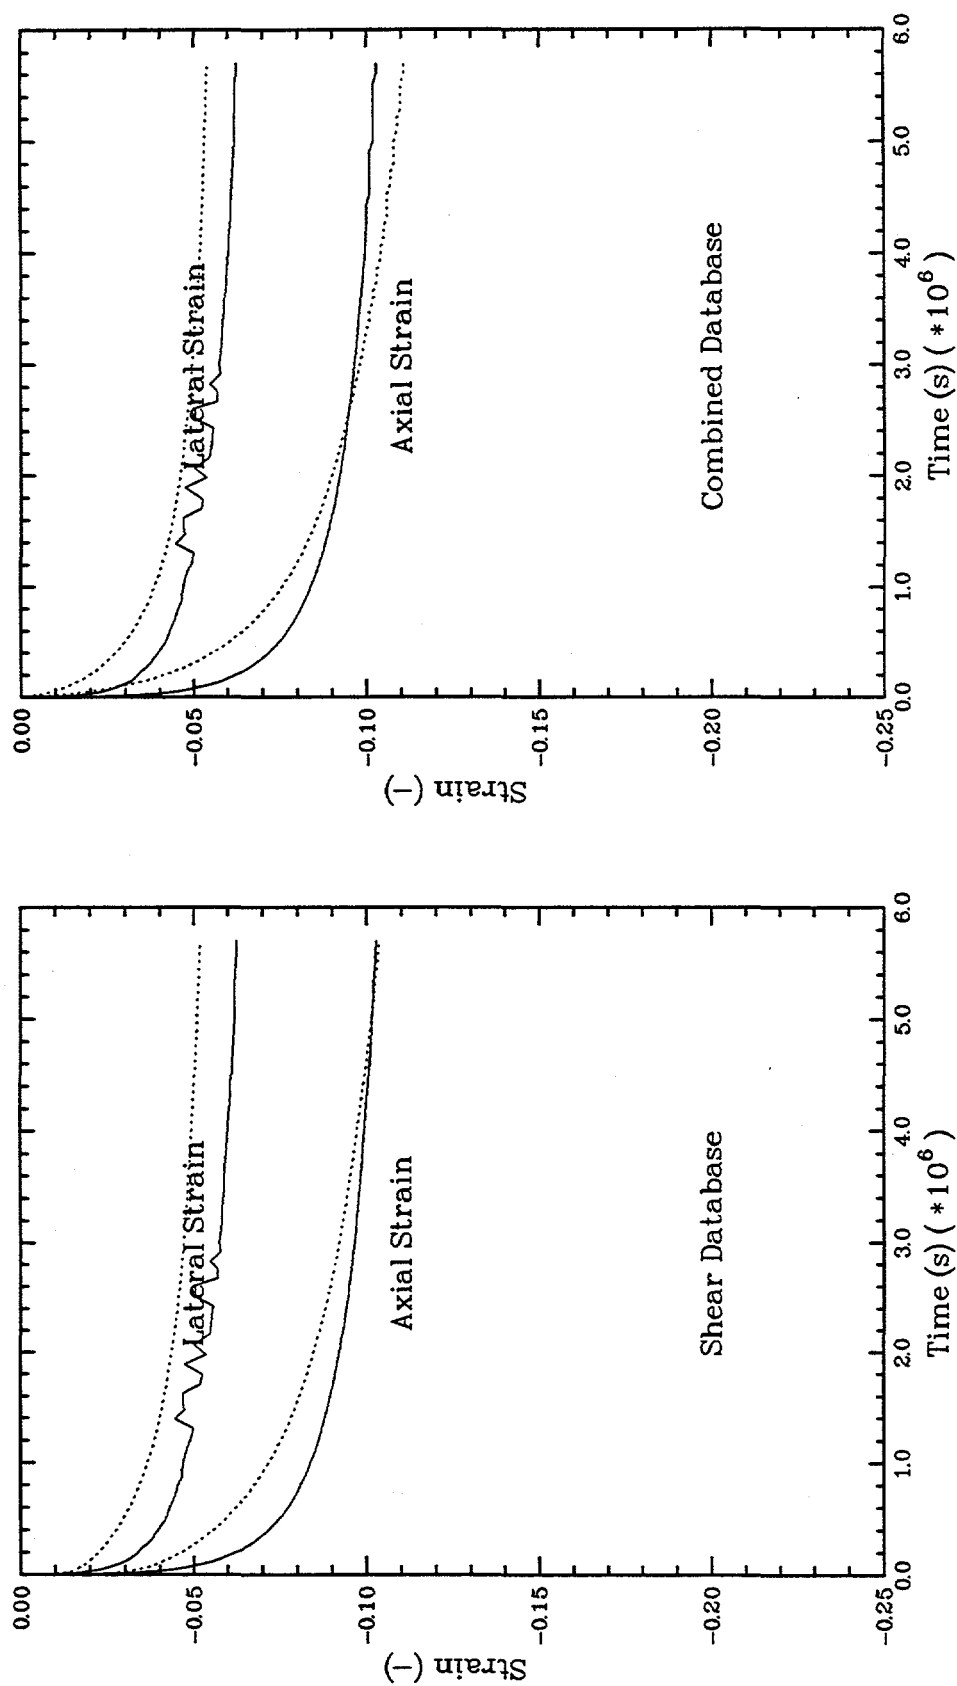 0.00
-0.05
-0.10
-0.15
-0.20
-0.25
Strain (-)
0.0
1.0
2.0
3.0
4.0
5.0
6.0
Time (s) ( *10⁶ )
Lateral Strain
Axial Strain
Shear Database
0.00
-0.05
-0.10
-0.15
-0.20
-0.25
Strain (-)
0.0
1.0
2.0
3.0
4.0
5.0
6.0
Time (s) ( *10⁶ )
Lateral Strain
Axial Strain
Combined Database